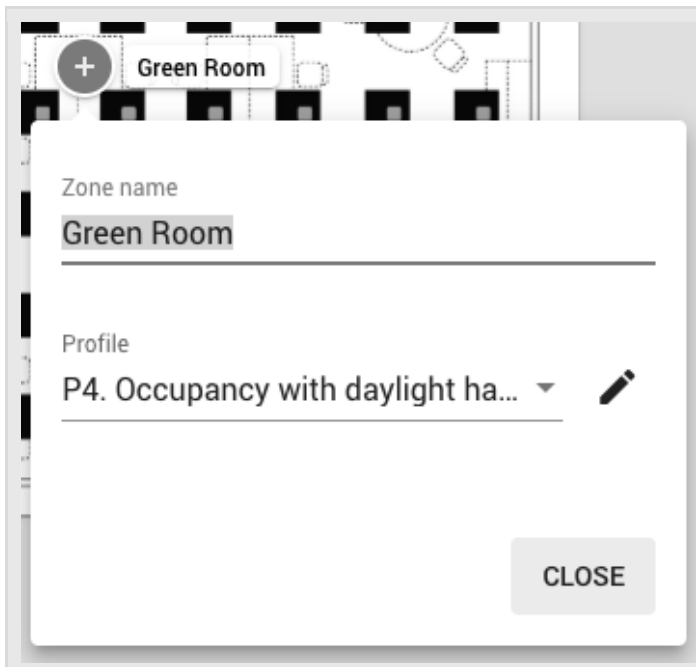 Green Room
Zone name
Green Room
Profile
P4. Occupancy with daylight ha...
CLOSE